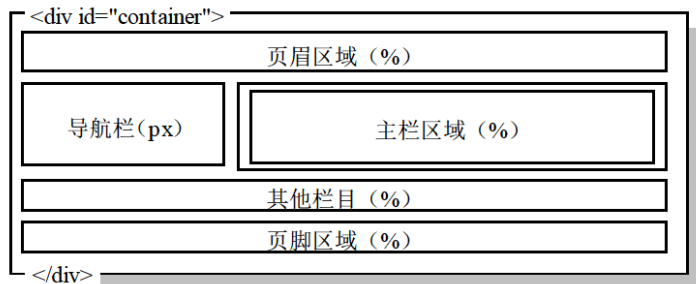 <div id="container">
页眉区域（%）
导航栏(px）
主栏区域（%）
其他栏目（%）
页脚区域（%）
</div>